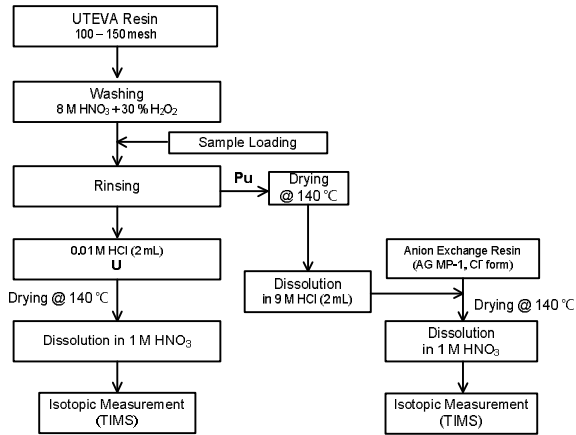 UTEVA Resin
100 – 150 mesh
Washing
8 M HNO₃ + 30 % H₂O₂
Sample Loading
Rinsing
Pu
Drying
@ 140 ℃
0.01 M HCl (2 mL)
U
Drying @ 140 ℃
Dissolution in 1 M HNO₃
Isotopic Measurement
(TIMS)
Dissolution
in 9 M HCl (2 mL)
Anion Exchange Resin
(AG MP-1, Cl⁻ form)
Drying @ 140 ℃
Dissolution
in 1 M HNO₃
Isotopic Measurement
(TIMS)